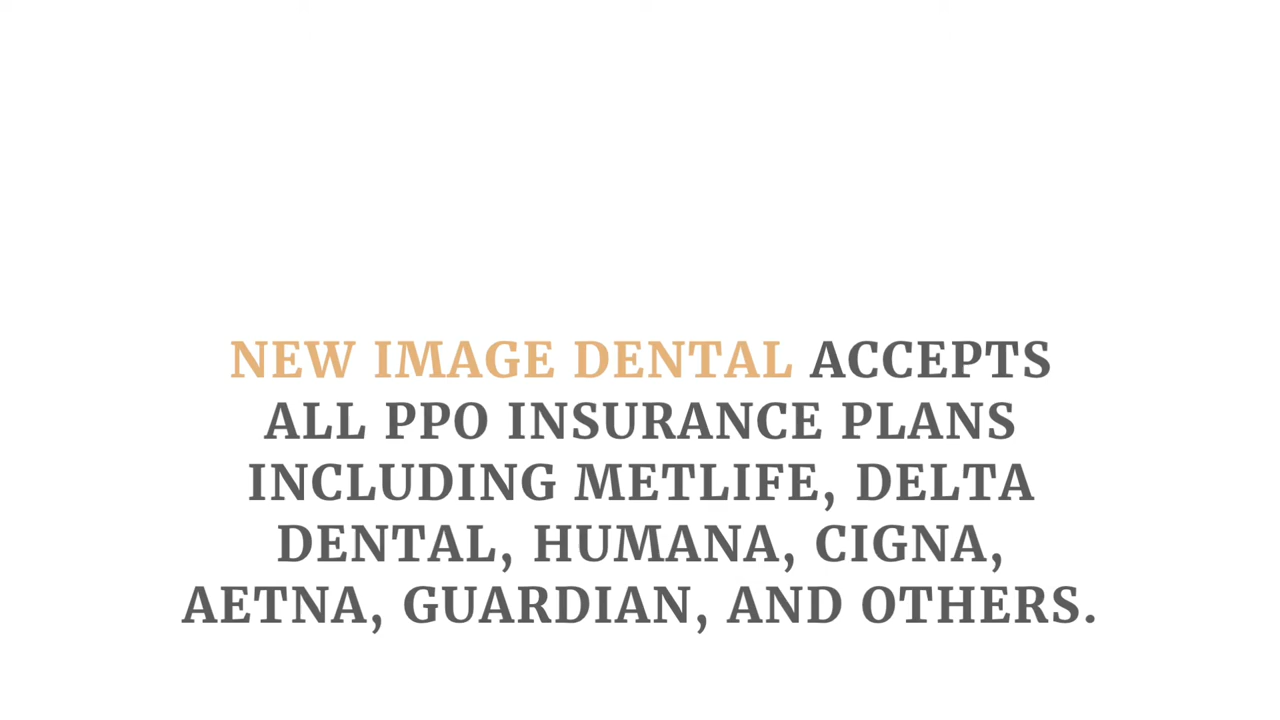 NEW IMAGE DENTAL ACCEPTS
ALL PPO INSURANCE PLANS
INCLUDING METLIFE, DELTA
DENTAL, HUMANA, CIGNA,
AETNA, GUARDIAN, AND OTHERS.